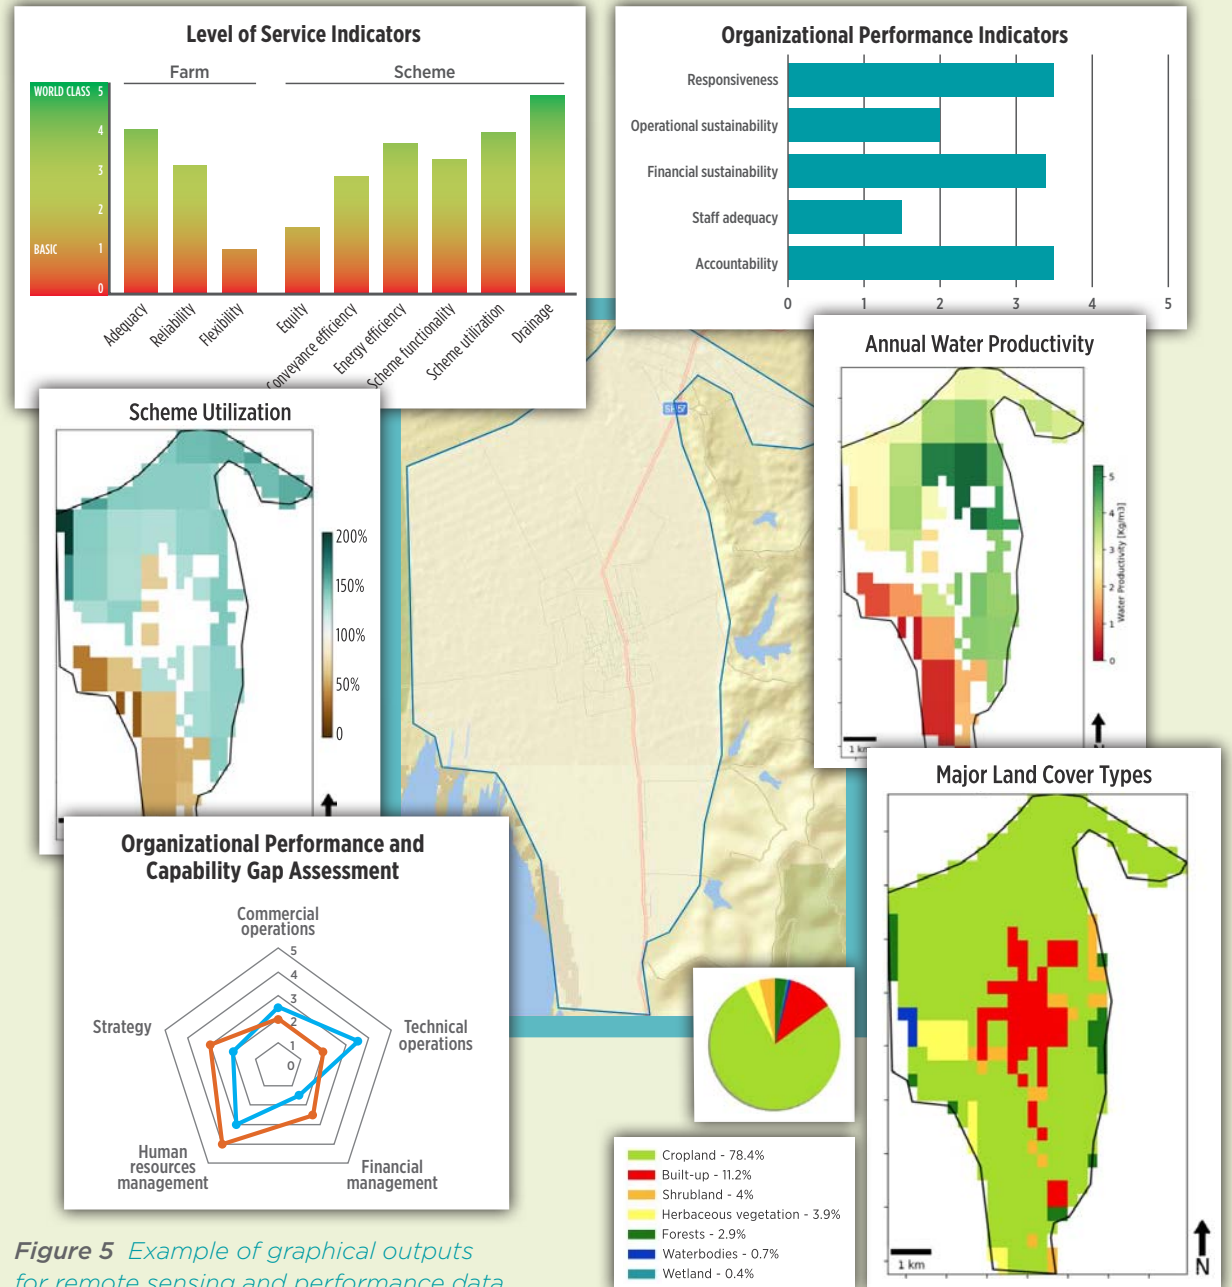 Level of Service Indicators
Farm
Scheme
WORLD CLASS 5
4
3
2
BASIC 1
0
Adequacy
Reliability
Flexibility
Equity
Conveyance efficiency
Energy efficiency
Scheme functionality
Scheme utilization
Drainage
Organizational Performance Indicators
Responsiveness
Operational sustainability
Financial sustainability
Staff adequacy
Accountability
0 1 2 3 4 5
Scheme Utilization
200%
150%
100%
50%
0
Annual Water Productivity
5
4
3
2
1
0
Water Productivity [Kg/m3]
1 km
Organizational Performance and
Capability Gap Assessment
Commercial
operations
5
4
3
2
1
0
Strategy
Technical
operations
Human
resources
management
Financial
management
Major Land Cover Types
1 km
N
Cropland - 78.4%
Built-up - 11.2%
Shrubland - 4%
Herbaceous vegetation - 3.9%
Forests - 2.9%
Waterbodies - 0.7%
Wetland - 0.4%
Figure 5 Example of graphical outputs
for remote sensing and performance data